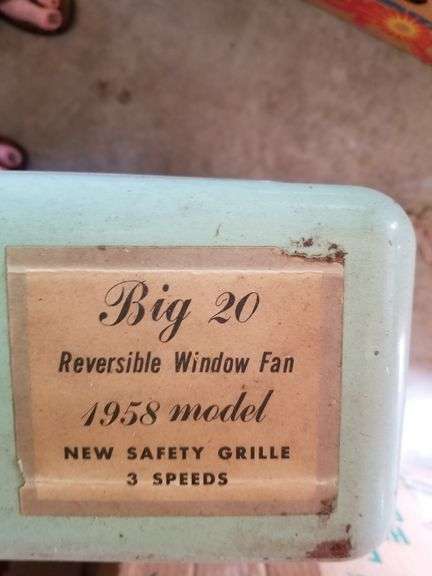 Big 20
Reversible Window Fan
1958 model
NEW SAFETY GRILLE
3 SPEEDS